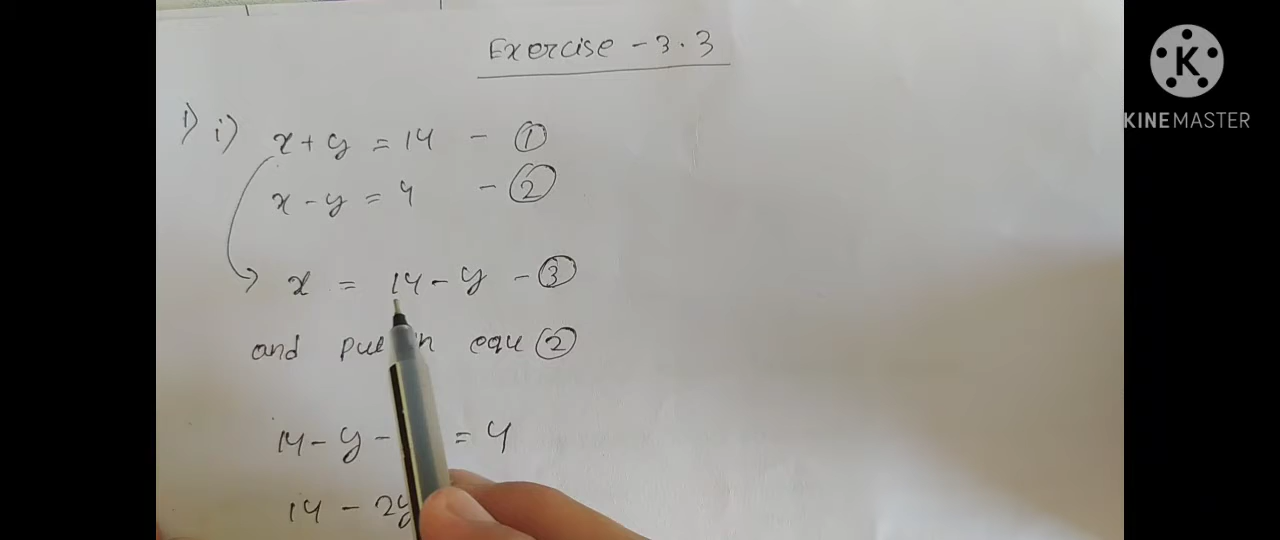 Exercise - 3.3
1) i) x + y = 14 - ①
x - y = 4 - ②
x = 14 - y - ③
and put in equ ②
14 - y - = 4
14 - 2y
K
KINEMASTER